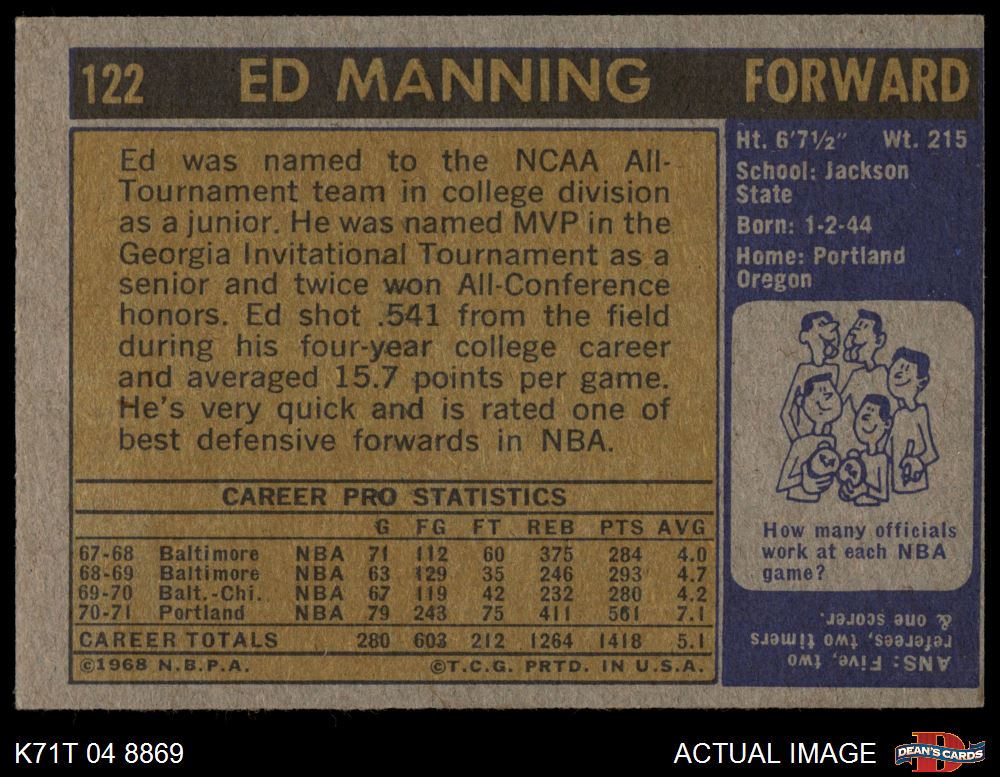 122 ED MANNING FORWARD
Ed was named to the NCAA All-
Tournament team in college division
as a junior. He was named MVP in the
Georgia Invitational Tournament as a
senior and twice won All-Conference
honors. Ed shot .541 from the field
during his four-year college career
and averaged 15.7 points per game.
He's very quick and is rated one of
best defensive forwards in NBA.
CAREER PRO STATISTICS
G FG FT REB PTS AVG
67-68 Baltimore NBA 71 112 60 375 284 4.0
68-69 Baltimore NBA 63 129 35 246 293 4.7
69-70 Balt.-Chi. NBA 67 119 42 232 280 4.2
70-71 Portland NBA 79 243 75 411 561 7.1
CAREER TOTALS 280 603 212 1264 1418 5.1
©1968 N.B.P.A. ©T.C.G. PRTD. IN U.S.A.
Ht. 6'7½" Wt. 215
School: Jackson
State
Born: 1-2-44
Home: Portland
Oregon
How many officials
work at each NBA
game?
ANS: Five, two
referees, two timers
& one scorer.
K71T 04 8869
ACTUAL IMAGE
DEAN'S CARDS